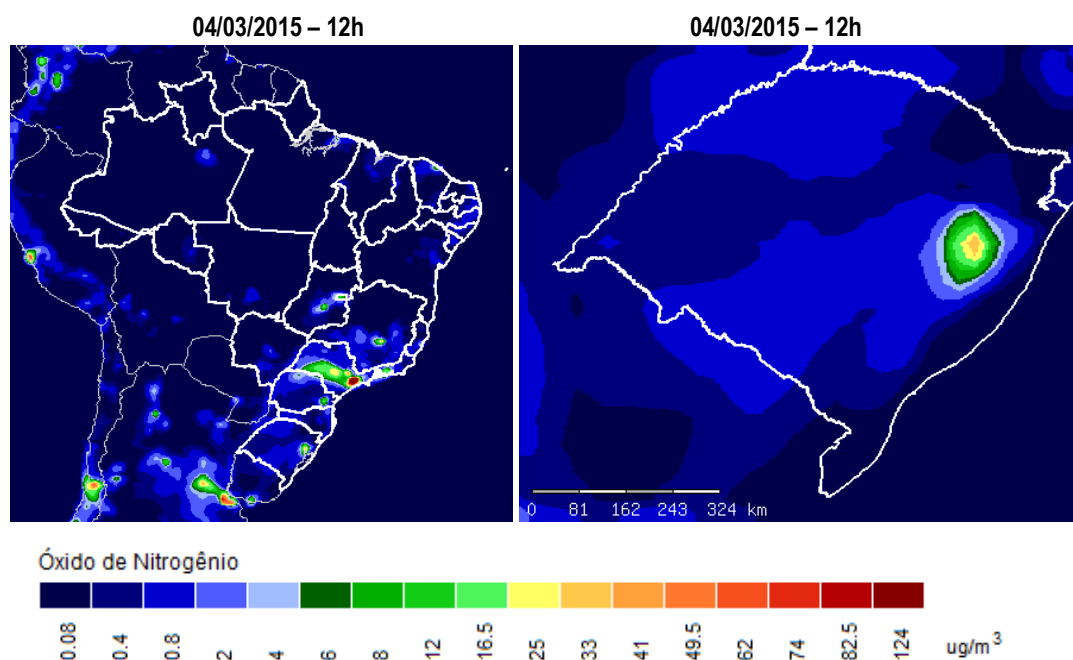 04/03/2015 – 12h
04/03/2015 – 12h
0 81 162 243 324 km
Óxido de Nitrogênio
0.08 0.4 0.8 2 4 6 8 12 16.5 25 33 41 49.5 62 74 82.5 124 ug/m³